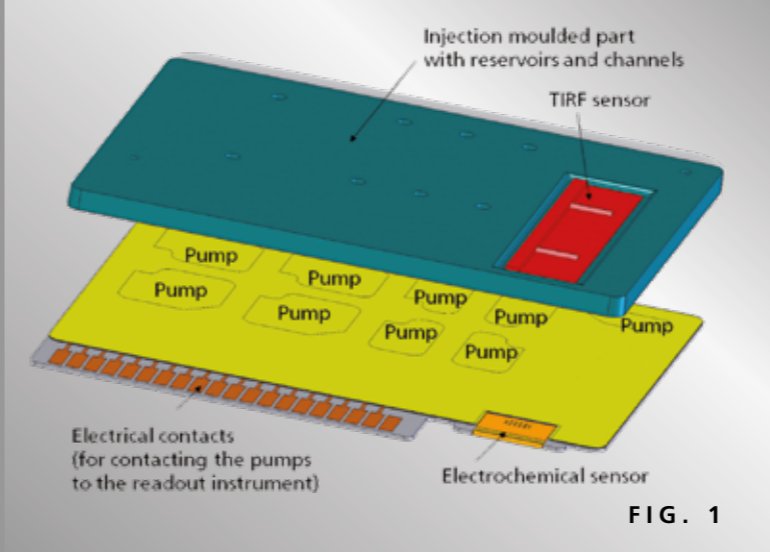 Injection moulded part
with reservoirs and channels
TIRF sensor
Pump
Pump
Pump
Pump
Pump
Pump
Pump
Pump
Pump
Electrical contacts
(for contacting the pumps
to the readout instrument)
Electrochemical sensor
FIG. 1